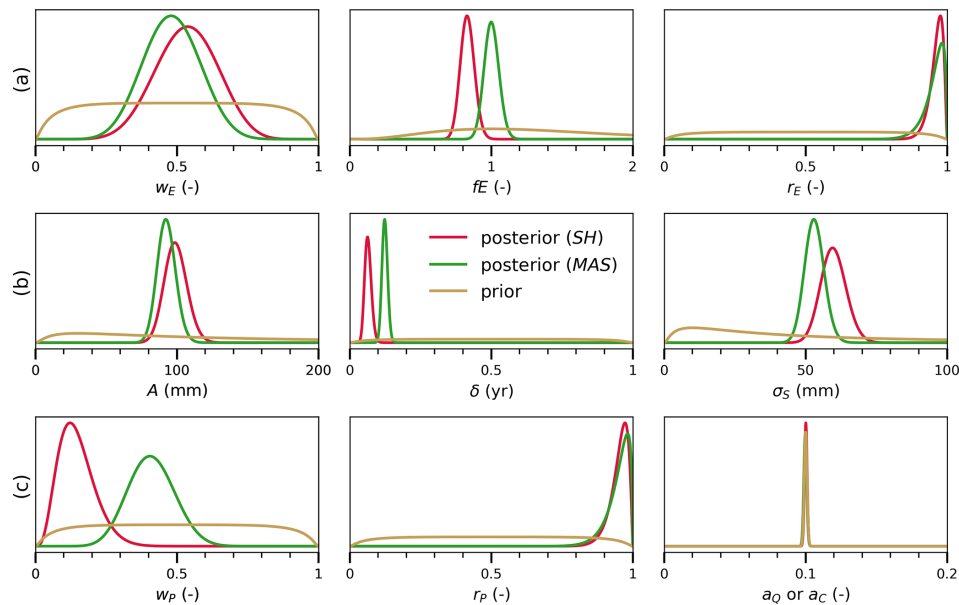 (a)
0 0.5 1
w_E (-)
0 1 2
fE (-)
0 0.5 1
r_E (-)
(b)
0 100 200
A (mm)
posterior (SH)
posterior (MAS)
prior
0 0.5 1
δ (yr)
0 50 100
σ_S (mm)
(c)
0 0.5 1
w_P (-)
0 0.5 1
r_P (-)
0 0.1 0.2
a_Q or a_C (-)